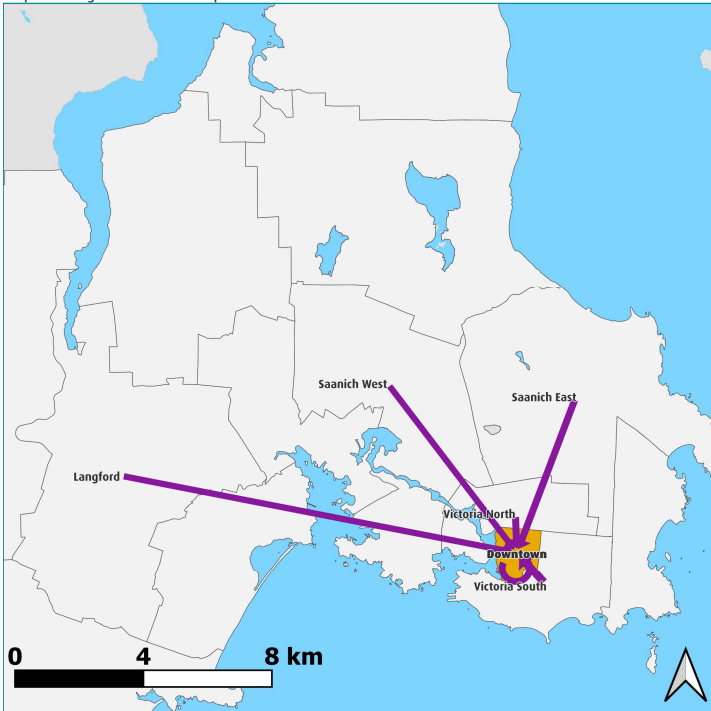 Saanich West
Saanich East
Langford
Victoria North
Downtown
Victoria South
0 4 8 km